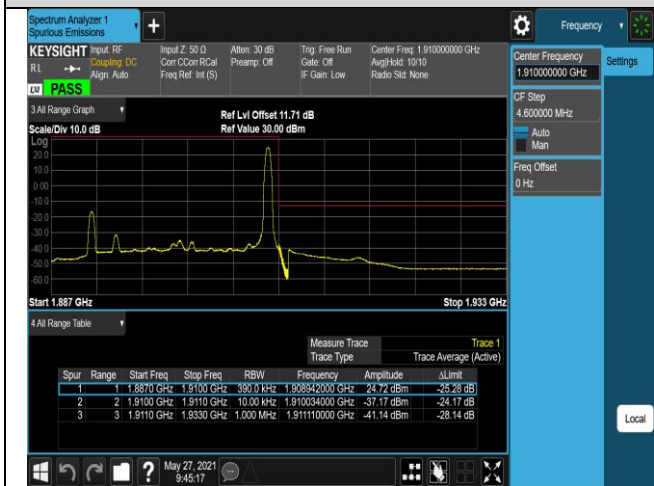 Spectrum Analyzer 1
Spurious Emissions
Frequency
KEYSIGHT Input: RF Input Z: 50 Ω Atten: 30 dB Trig: Free Run Center Freq: 1.910000000 GHz
RL Coupling: DC Corr CCorr RCal Preamp: Off Gate: Off Avg|Hold: 10/10
Align: Auto Freq Ref: Int (S) IF Gain: Low Radio Std: None
LXI PASS
Center Frequency
1.910000000 GHz
Settings
CF Step
4.600000 MHz
Auto
Man
Freq Offset
0 Hz
3 All Range Graph
Ref Lvl Offset 11.71 dB
Scale/Div 10.0 dB Ref Value 30.00 dBm
Log
20.0
10.0
0.00
-10.0
-20.0
-30.0
-40.0
-50.0
-60.0
Start 1.887 GHz Stop 1.933 GHz
4 All Range Table
Measure Trace Trace 1
Trace Type Trace Average (Active)
Spur Range Start Freq Stop Freq RBW Frequency Amplitude ΔLimit
1 1 1.8870 GHz 1.9100 GHz 390.0 kHz 1.908942000 GHz 24.72 dBm -25.28 dB
2 2 1.9100 GHz 1.9110 GHz 10.00 kHz 1.910034000 GHz -37.17 dBm -24.17 dB
3 3 1.9110 GHz 1.9330 GHz 1.000 MHz 1.911110000 GHz -41.14 dBm -28.14 dB
Local
May 27, 2021
9:45:17